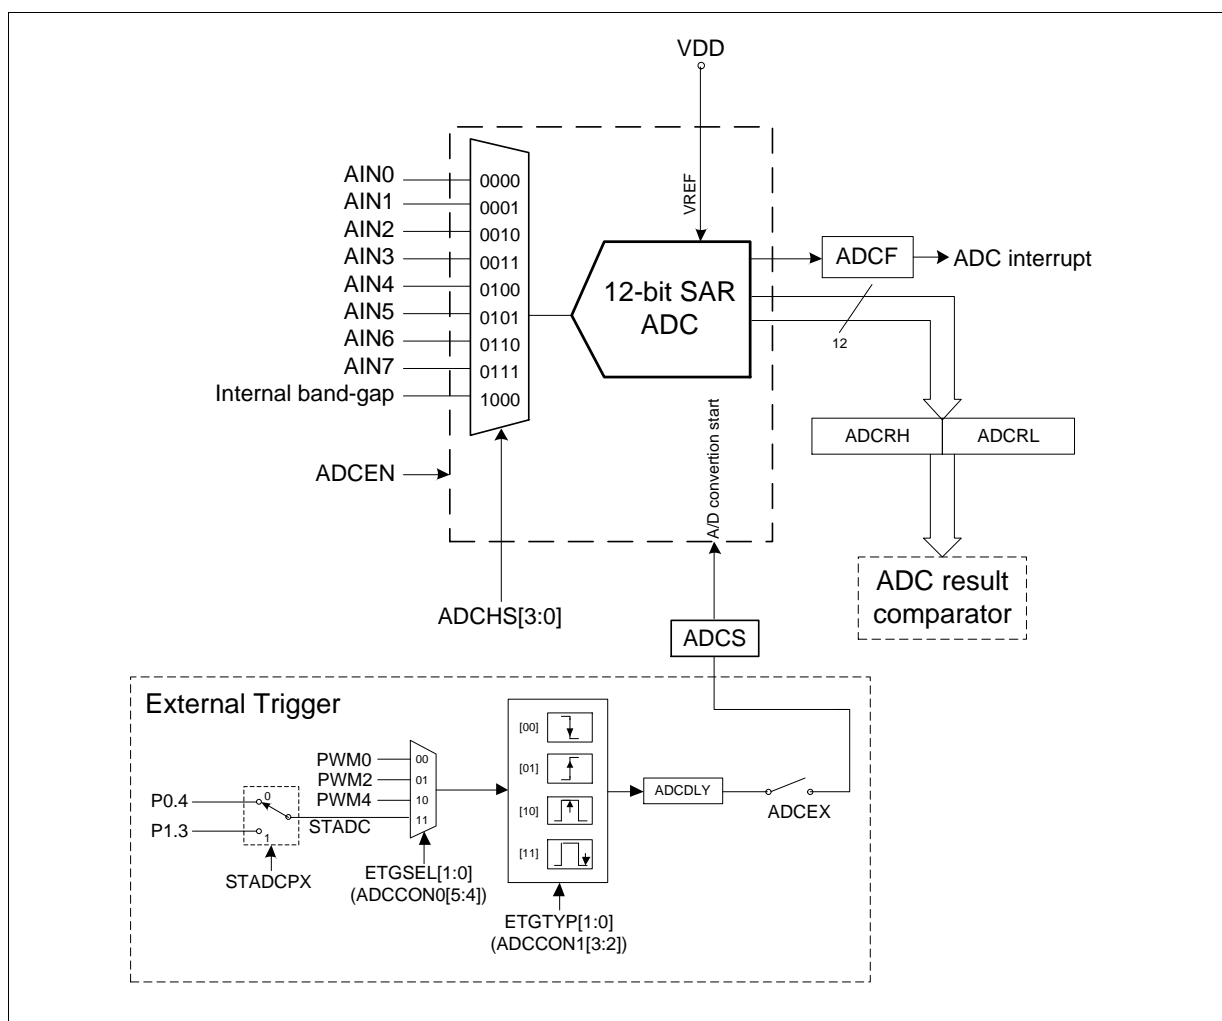 VDD
VREF
AIN0
AIN1
AIN2
AIN3
AIN4
AIN5
AIN6
AIN7
Internal band-gap
0000
0001
0010
0011
0100
0101
0110
0111
1000
12-bit SAR
ADC
ADCF
ADC interrupt
12
ADCRH
ADCRL
ADCEN
A/D convertion start
ADCHS[3:0]
ADCS
ADC result
comparator
External Trigger
PWM0
PWM2
PWM4
STADC
00
01
10
11
P0.4
P1.3
0
1
STADCPX
ETGSEL[1:0]
(ADCCON0[5:4])
[00]
[01]
[10]
[11]
ETGTYP[1:0]
(ADCCON1[3:2])
ADCDLY
ADCEX